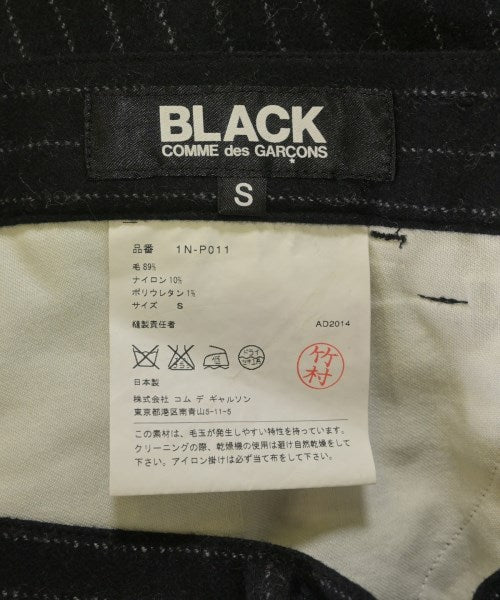 BLACK
COMME des GARÇONS
S
品番 1N-P011
毛 89%
ナイロン 10%
ポリウレタン 1%
サイズ S
縫製責任者 AD2014
ドライ
竹村
日本製
株式会社 コム デ ギャルソン
東京都港区南青山5-11-5
この素材は、毛玉が発生しやすい特性を持っています。
クリーニングの際、乾燥機の使用は避け自然乾燥をして
下さい。アイロン掛けは必ず当て布をして下さい。